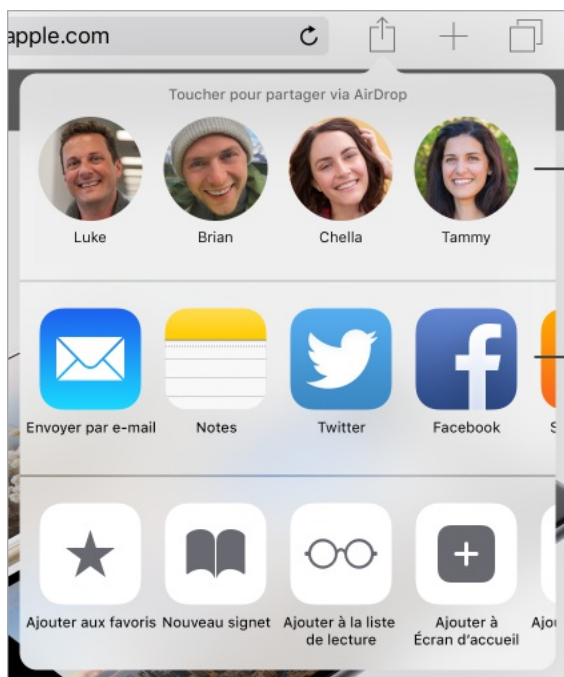 apple.com
Toucher pour partager via AirDrop
Luke Brian Chella Tammy
Envoyer par e-mail Notes Twitter Facebook
Ajouter aux favoris Nouveau signet Ajouter à la liste Ajouter à
de lecture Écran d'accueil